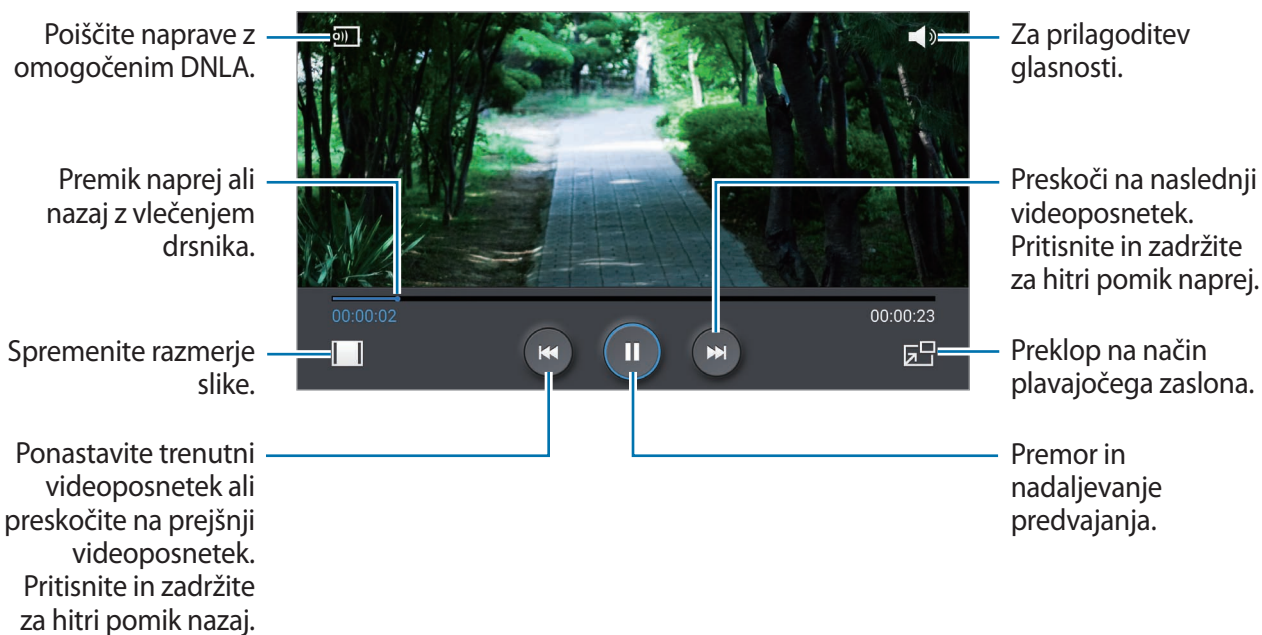 Poiščite naprave z
omogočenim DNLA.
Premik naprej ali
nazaj z vlečenjem
drsnika.
Spremenite razmerje
slike.
Ponastavite trenutni
videoposnetek ali
preskočite na prejšnji
videoposnetek.
Pritisnite in zadržite
za hitri pomik nazaj.
00:00:02
00:00:23
Za prilagoditev
glasnosti.
Preskoči na naslednji
videoposnetek.
Pritisnite in zadržite
za hitri pomik naprej.
Preklop na način
plavajočega zaslona.
Premor in
nadaljevanje
predvajanja.